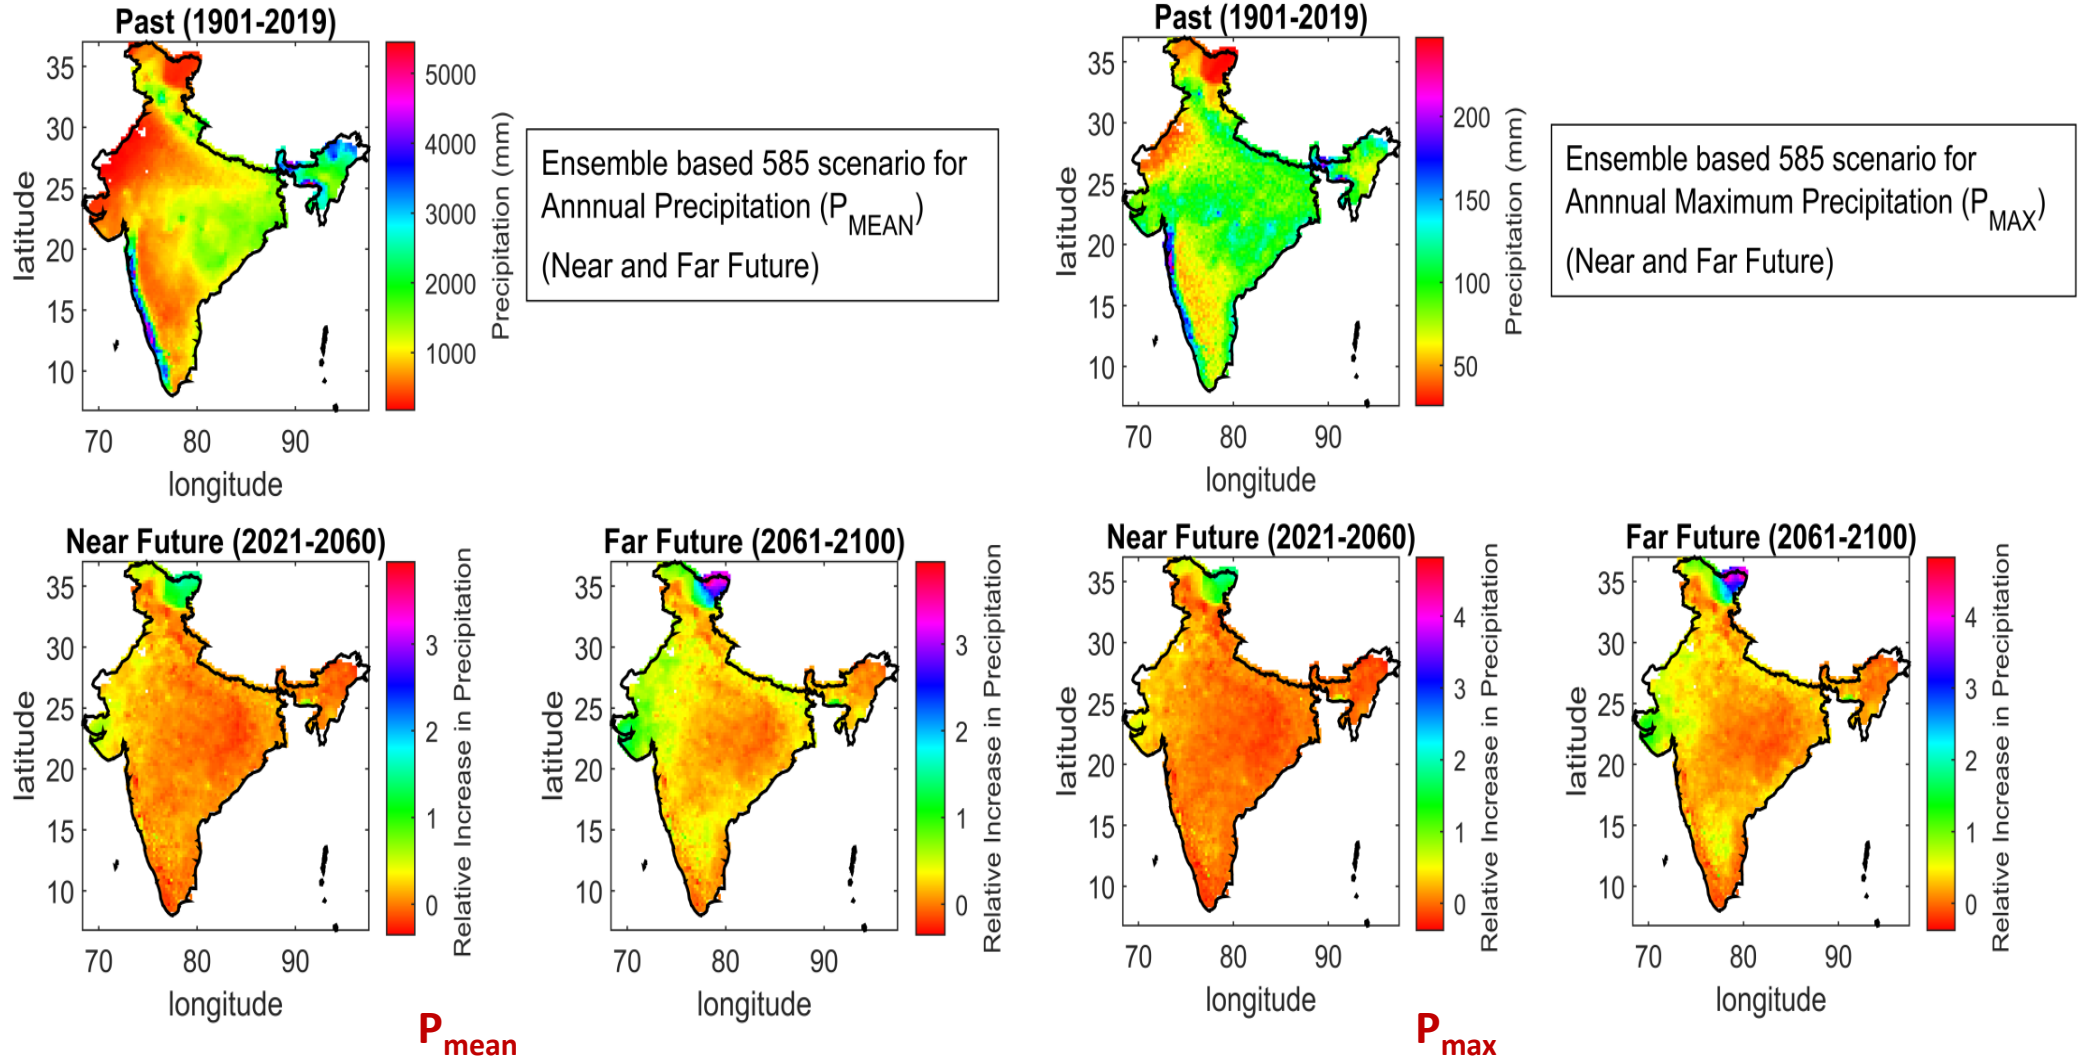 Past (1901-2019)
35
30
25
20
15
10
latitude
70 80 90
longitude
5000
4000
3000
2000
1000
Precipitation (mm)
Ensemble based 585 scenario for
Annnual Precipitation (PMEAN)
(Near and Far Future)
Past (1901-2019)
35
30
25
20
15
10
latitude
70 80 90
longitude
200
150
100
50
Precipitation (mm)
Ensemble based 585 scenario for
Annnual Maximum Precipitation (PMAX)
(Near and Far Future)
Near Future (2021-2060)
35
30
25
20
15
10
latitude
70 80 90
longitude
3
2
1
0
Relative Increase in Precipitation
Far Future (2061-2100)
35
30
25
20
15
10
latitude
70 80 90
longitude
3
2
1
0
Relative Increase in Precipitation
Near Future (2021-2060)
35
30
25
20
15
10
latitude
70 80 90
longitude
4
3
2
1
0
Relative Increase in Precipitation
Far Future (2061-2100)
35
30
25
20
15
10
latitude
70 80 90
longitude
4
3
2
1
0
Relative Increase in Precipitation
Pmean
Pmax